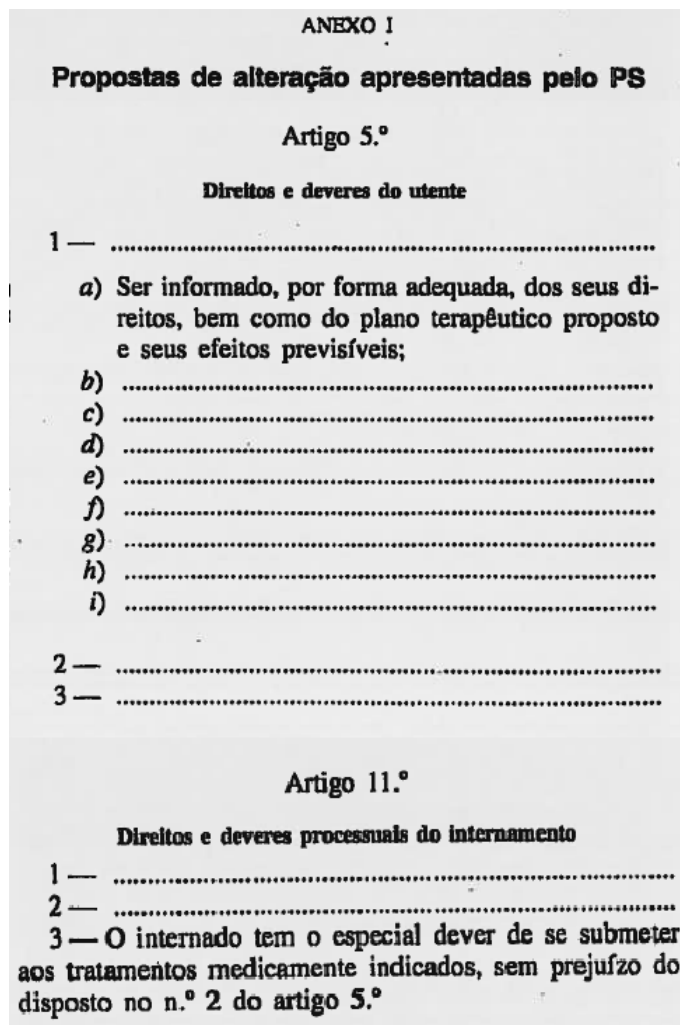 ANEXO I
Propostas de alteração apresentadas pelo PS
Artigo 5.º
Direitos e deveres do utente
1 — ..............................................................................
a) Ser informado, por forma adequada, dos seus di-
reitos, bem como do plano terapêutico proposto
e seus efeitos previsíveis;
b) ............................................................................
c) ............................................................................
d) ............................................................................
e) ............................................................................
f) ............................................................................
g) ............................................................................
h) ............................................................................
i) ............................................................................
2 — ..............................................................................
3 — ..............................................................................
Artigo 11.º
Direitos e deveres processuais do internamento
1 — ................................................................................
2 — ................................................................................
3 — O internado tem o especial dever de se submeter
aos tratamentos medicamente indicados, sem prejuízo do
disposto no n.º 2 do artigo 5.º